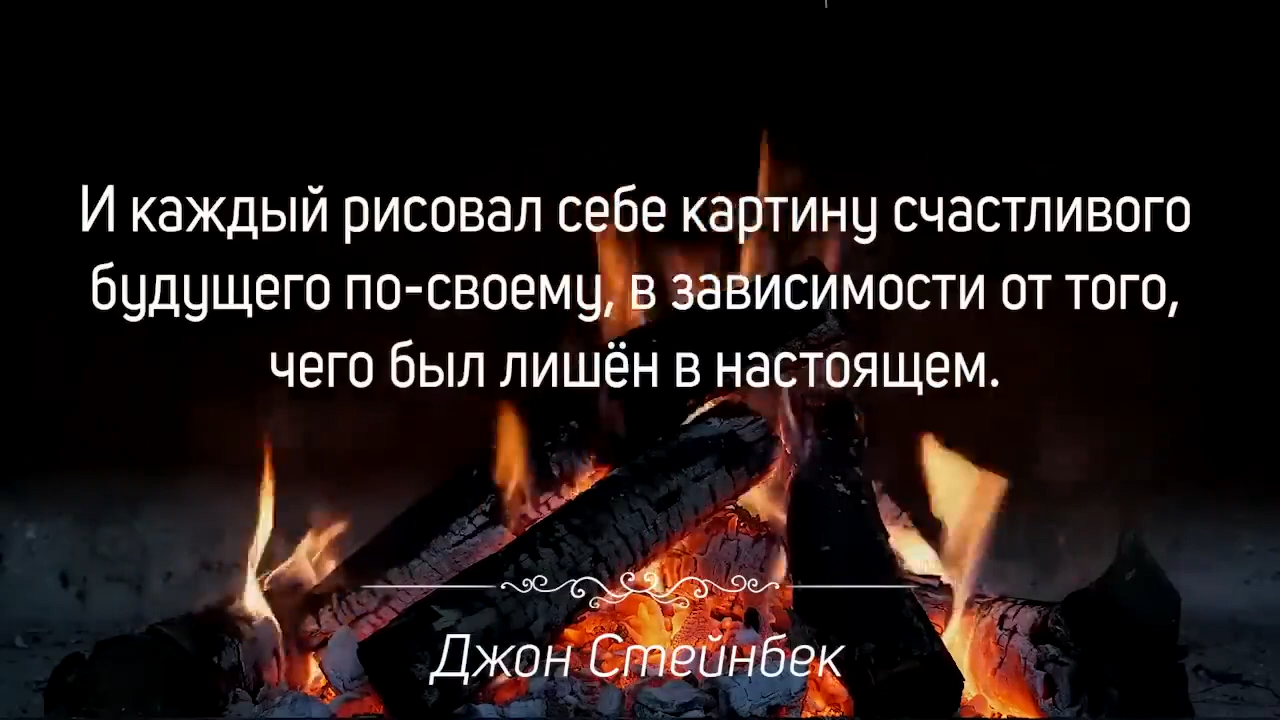 И каждый рисовал себе картину счастливого
будущего по-своему, в зависимости от того,
чего был лишён в настоящем.
Джон Стейнбек